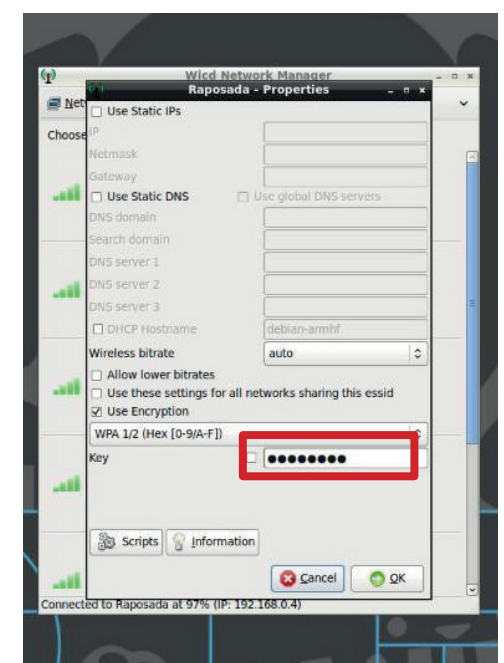 Wicd Network Manager
Raposada - Properties
Net
Use Static IPs
Choose
IP
Netmask
Gateway
Use Static DNS
Use global DNS servers
DNS domain
Search domain
DNS server 1
DNS server 2
DNS server 3
DHCP Hostname
debian-armhf
Wireless bitrate
auto
Allow lower bitrates
Use these settings for all networks sharing this essid
Use Encryption
WPA 1/2 (Hex [0-9/A-F])
Key
●●●●●●●●
Scripts
Information
Cancel
OK
Connected to Raposada at 97% (IP: 192.168.0.4)